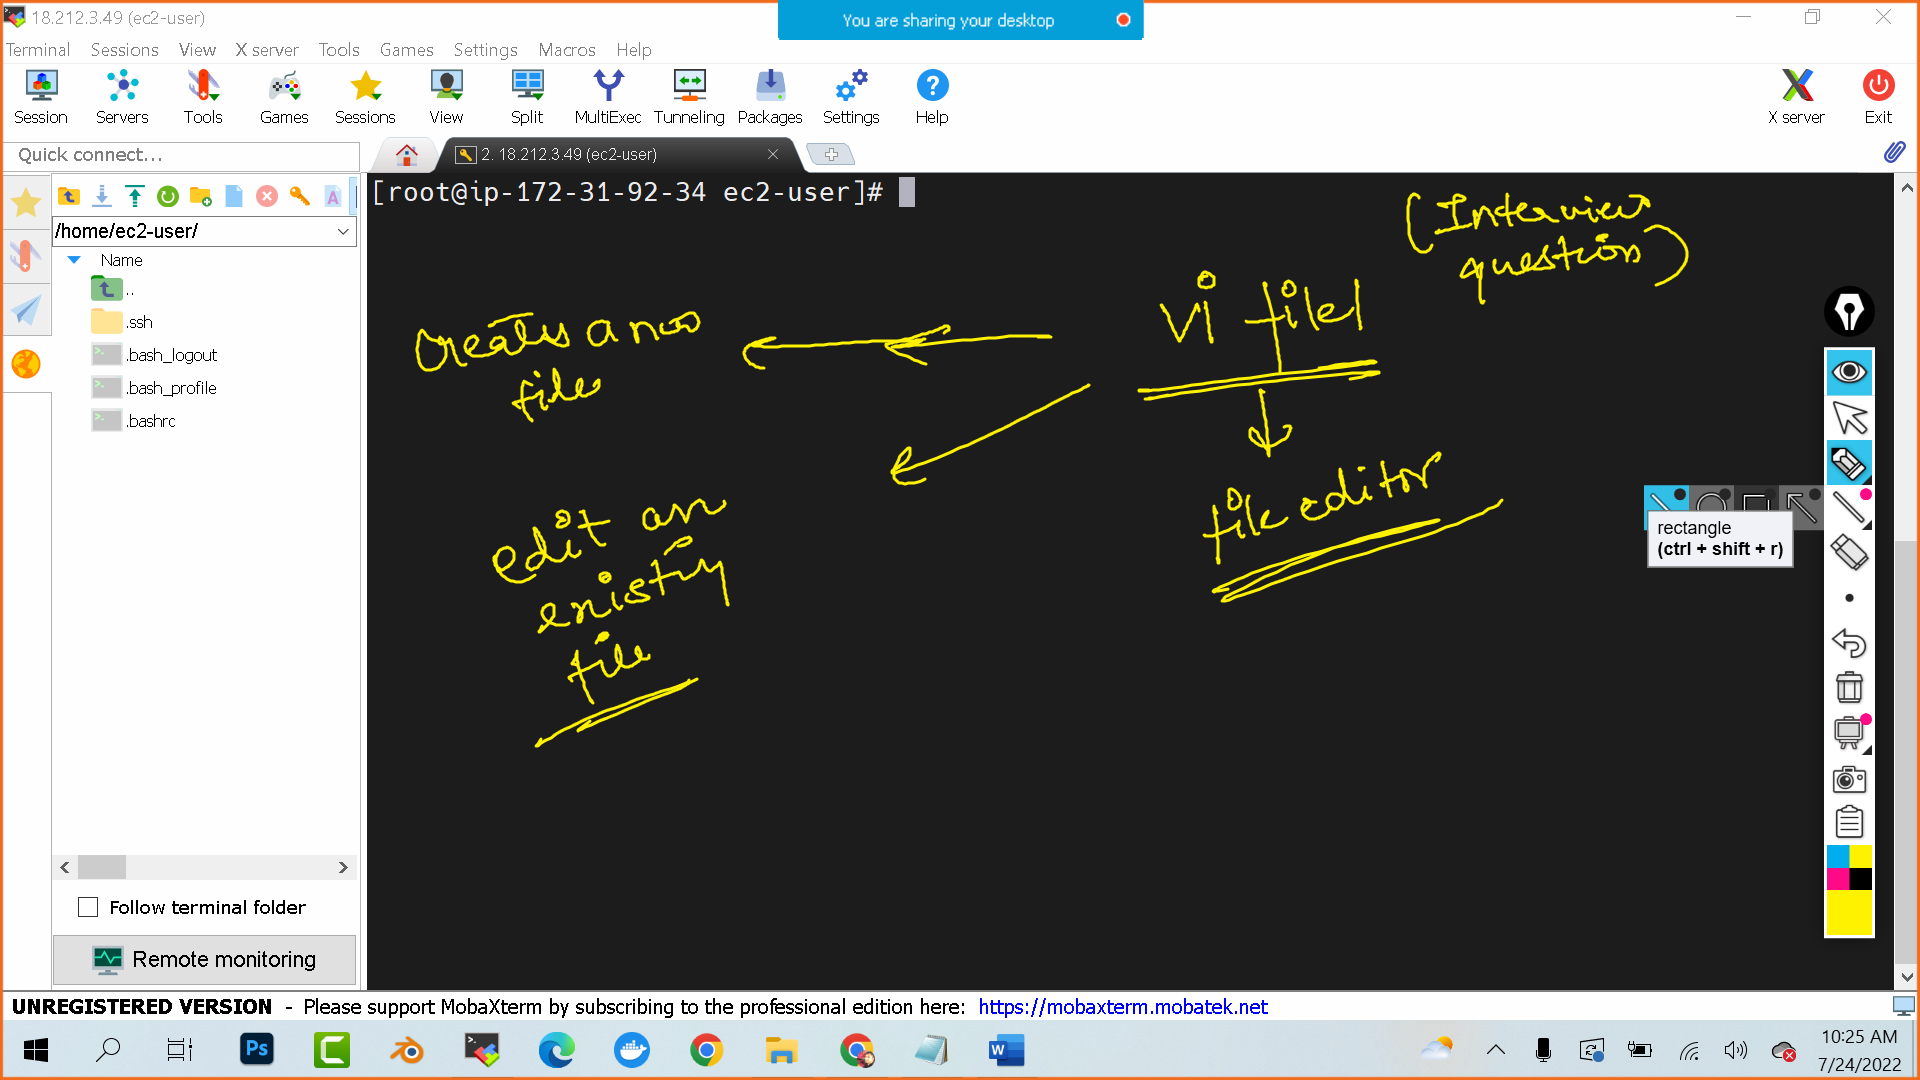 18.212.3.49 (ec2-user)
You are sharing your desktop
Terminal Sessions View X server Tools Games Settings Macros Help
Session Servers Tools Games Sessions View Split MultiExec Tunneling Packages Settings Help X server Exit
Quick connect...
2. 18.212.3.49 (ec2-user)
/home/ec2-user/
Name
..
.ssh
.bash_logout
.bash_profile
.bashrc
Follow terminal folder
Remote monitoring
[root@ip-172-31-92-34 ec2-user]#
(Interview
question)
vi file1
creates a new
file
file editor
edit an
existing
file
rectangle
(ctrl + shift + r)
UNREGISTERED VERSION - Please support MobaXterm by subscribing to the professional edition here: https://mobaxterm.mobatek.net
Ps
C
W
10:25 AM
7/24/2022